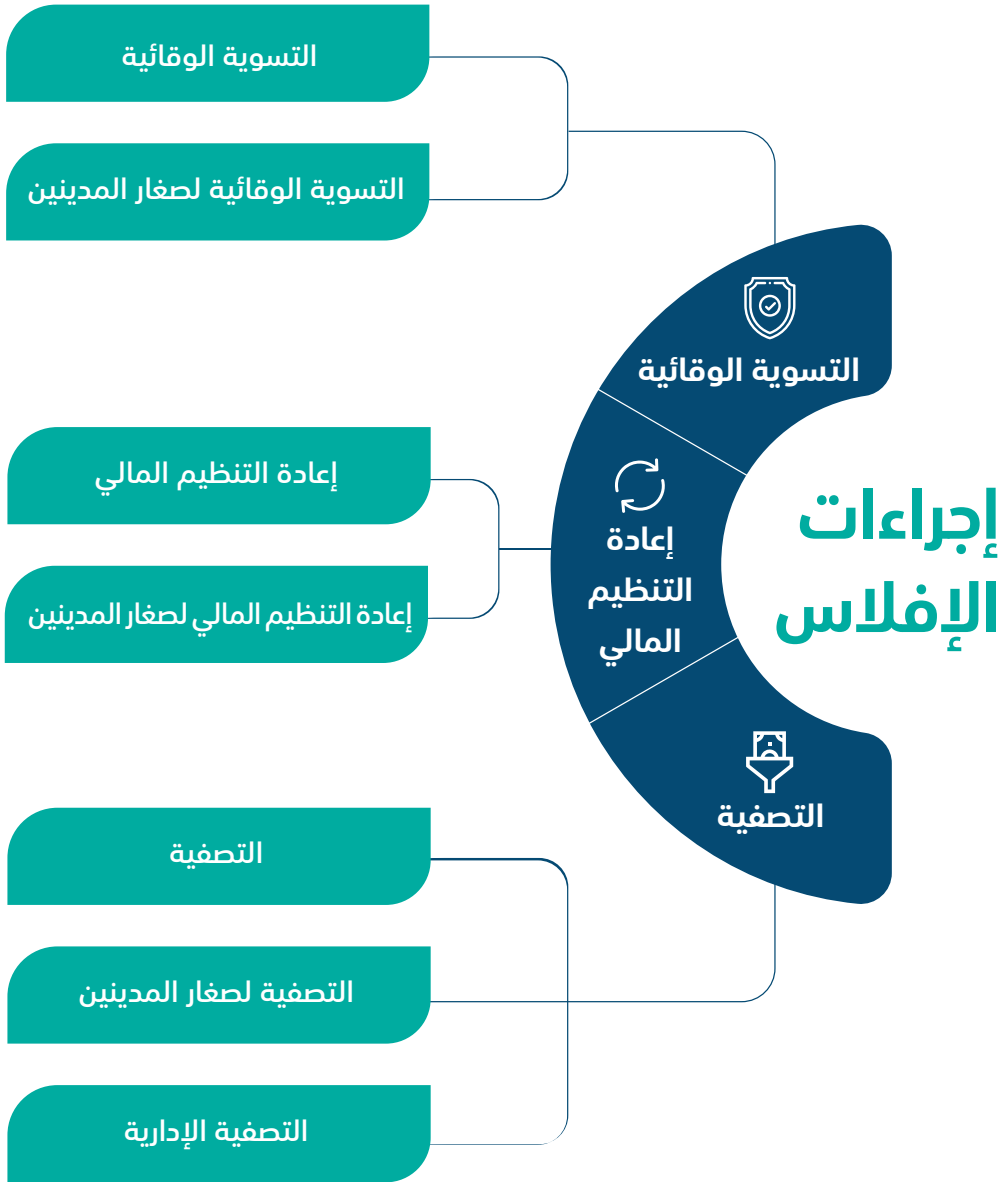 إجراءات
الإفلاس
التسوية الوقائية
التسوية الوقائية
التسوية الوقائية لصغار المدينين
إعادة
التنظيم
المالي
إعادة التنظيم المالي
إعادة التنظيم المالي لصغار المدينين
التصفية
التصفية
التصفية لصغار المدينين
التصفية الإدارية